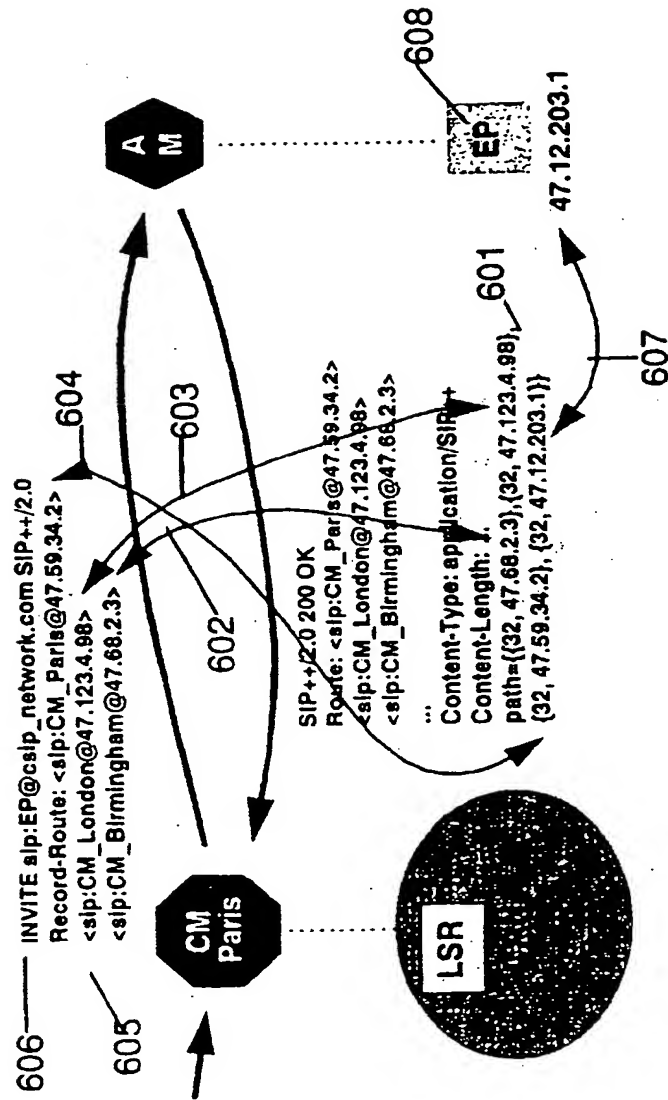 606
INVITE sip:EP@csip_network.com SIP++/2.0
Record-Route: <sip:CM_Paris@47.59.34.2>
<sip:CM_London@47.123.4.98>
<sip:CM_Birmingham@47.68.2.3>
605
604
603
602
CM
Paris
A
M
SIP++/2.0 200 OK
Route: <sip:CM_Paris@47.59.34.2>
<sip:CM_London@47.123.4.98>
<sip:CM_Birmingham@47.68.2.3>
...
Content-Type: application/SIP++
Content-Length: ...
path={{32, 47.68.2.3},{32, 47.123.4.98},
{32, 47.59.34.2}, {32, 47.12.203.1}}
601
607
LSR
EP
608
47.12.203.1